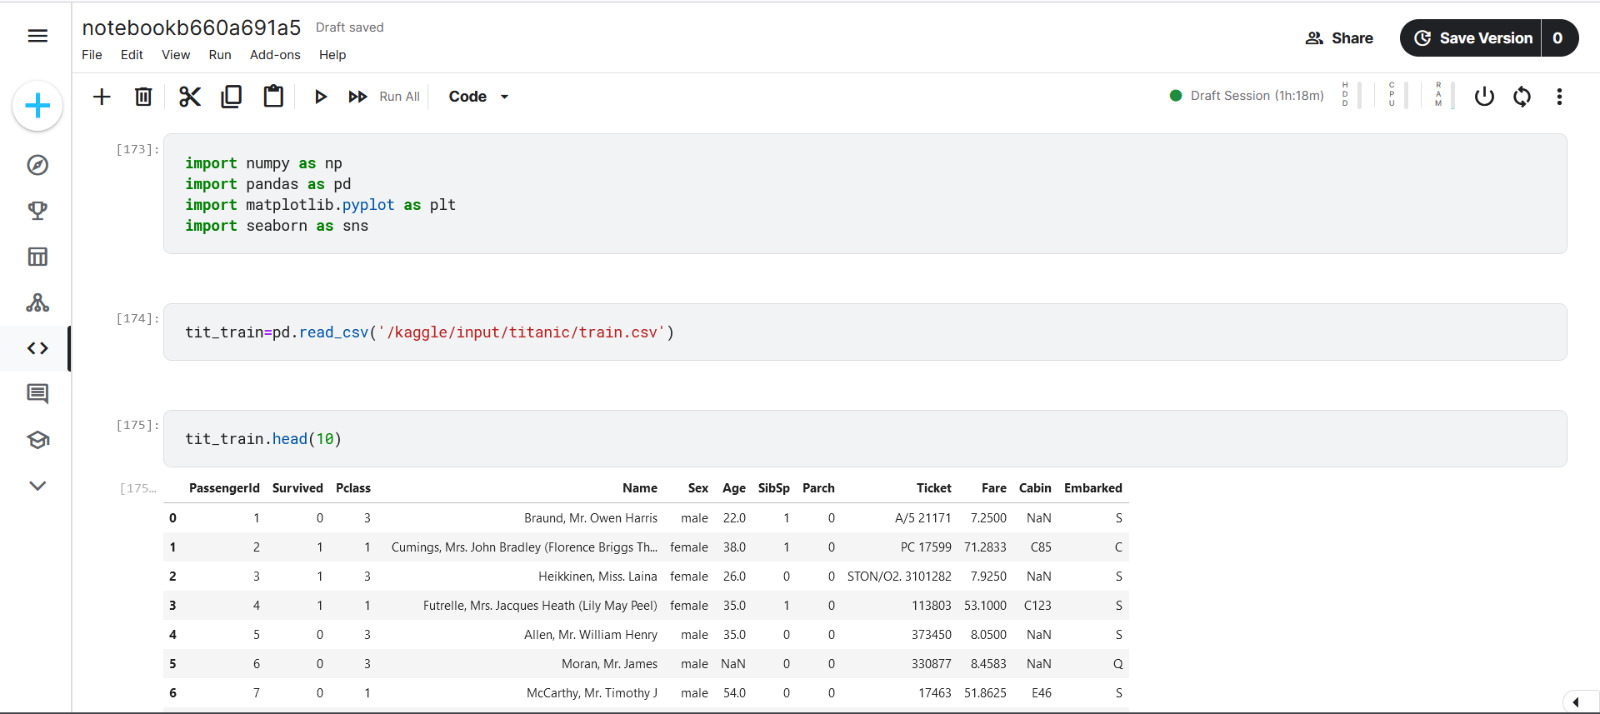 notebookb660a691a5 Draft saved
File Edit View Run Add-ons Help
Share
Save Version 0
Run All Code
Draft Session (1h:18m) HDD CPU RAM
[173]:
import numpy as np
import pandas as pd
import matplotlib.pyplot as plt
import seaborn as sns
[174]:
tit_train=pd.read_csv('/kaggle/input/titanic/train.csv')
[175]:
tit_train.head(10)
[175...
PassengerId Survived Pclass Name Sex Age SibSp Parch Ticket Fare Cabin Embarked
0 1 0 3 Braund, Mr. Owen Harris male 22.0 1 0 A/5 21171 7.2500 NaN S
1 2 1 1 Cumings, Mrs. John Bradley (Florence Briggs Th... female 38.0 1 0 PC 17599 71.2833 C85 C
2 3 1 3 Heikkinen, Miss. Laina female 26.0 0 0 STON/O2. 3101282 7.9250 NaN S
3 4 1 1 Futrelle, Mrs. Jacques Heath (Lily May Peel) female 35.0 1 0 113803 53.1000 C123 S
4 5 0 3 Allen, Mr. William Henry male 35.0 0 0 373450 8.0500 NaN S
5 6 0 3 Moran, Mr. James male NaN 0 0 330877 8.4583 NaN Q
6 7 0 1 McCarthy, Mr. Timothy J male 54.0 0 0 17463 51.8625 E46 S